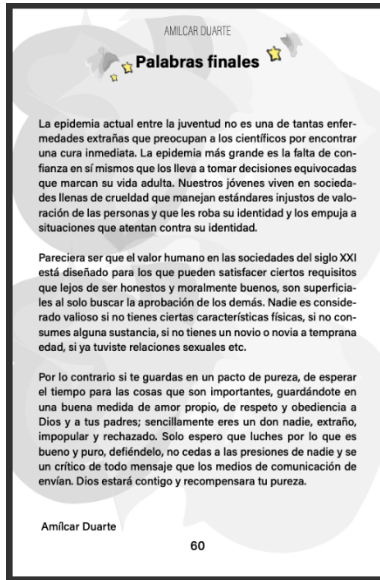 AMILCAR DUARTE
Palabras finales
La epidemia actual entre la juventud no es una de tantas enfer-
medades extrañas que preocupan a los científicos por encontrar
una cura inmediata. La epidemia más grande es la falta de con-
fianza en sí mismos que los lleva a tomar decisiones equivocadas
que marcan su vida adulta. Nuestros jóvenes viven en socieda-
des llenas de crueldad que manejan estándares injustos de valo-
ración de las personas y que les roba su identidad y los empuja a
situaciones que atentan contra su identidad.
Pareciera ser que el valor humano en las sociedades del siglo XXI
está diseñado para los que pueden satisfacer ciertos requisitos
que lejos de ser honestos y moralmente buenos, son superficia-
les al solo buscar la aprobación de los demás. Nadie es conside-
rado valioso si no tienes ciertas características físicas, si no con-
sumes alguna sustancia, si no tienes un novio o novia a temprana
edad, si ya tuviste relaciones sexuales etc.
Por lo contrario si te guardas en un pacto de pureza, de esperar
el tiempo para las cosas que son importantes, guardándote en
una buena medida de amor propio, de respeto y obediencia a
Dios y a tus padres; sencillamente eres un don nadie, extraño,
impopular y rechazado. Solo espero que luches por lo que es
bueno y puro, defiéndelo, no cedas a las presiones de nadie y se
un crítico de todo mensaje que los medios de comunicación de
envían. Dios estará contigo y recompensara tu pureza.
Amílcar Duarte
60